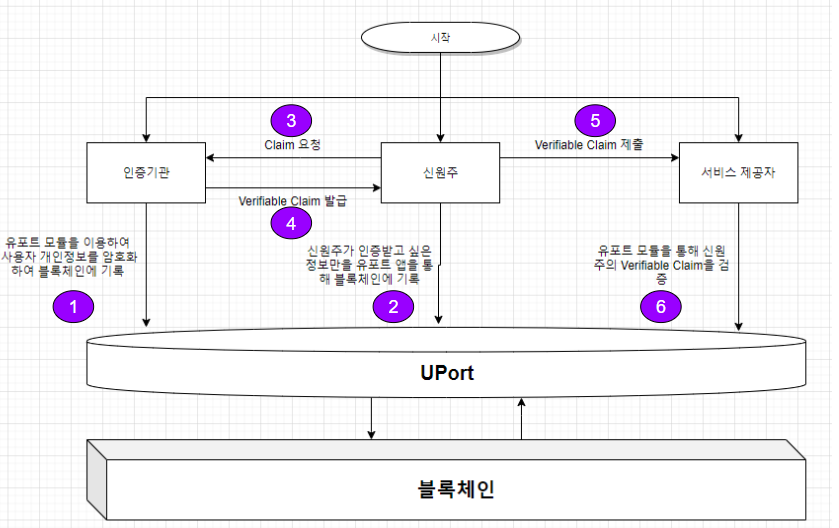 시작
3
Claim 요청
5
Verifiable Claim 제출
인증기관
신원주
서비스 제공자
Verifiable Claim 발급
4
유포트 모듈을 이용하여
사용자 개인정보를 암호화
하여 블록체인에 기록
1
신원주가 인증받고 싶은
정보만을 유포트 앱을 통
해 블록체인에 기록
2
유포트 모듈을 통해 신원
주의 Verifiable Claim을 검
증
6
UPort
블록체인